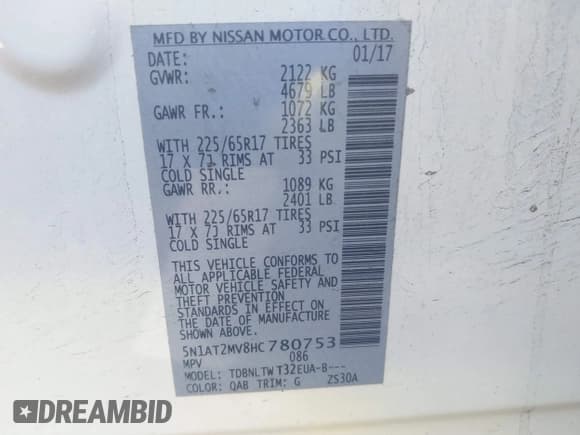 MFD BY NISSAN MOTOR CO., LTD.
DATE: 01/17
GVWR: 2122 KG
4679 LB
GAWR FR.: 1072 KG
2363 LB
WITH 225/65R17 TIRES
17 X 7J RIMS AT 33 PSI
COLD SINGLE
GAWR RR.: 1089 KG
2401 LB
WITH 225/65R17 TIRES
17 X 7J RIMS AT 33 PSI
COLD SINGLE
THIS VEHICLE CONFORMS TO
ALL APPLICABLE FEDERAL
MOTOR VEHICLE SAFETY AND
THEFT PREVENTION
STANDARDS IN EFFECT ON
THE DATE OF MANUFACTURE
SHOWN ABOVE.
5N1AT2MV8HC780753
MPV 086
MODEL: TDBNLTW T32EUA-B---
COLOR: QAB TRIM: G ZS30A
DREAMBID